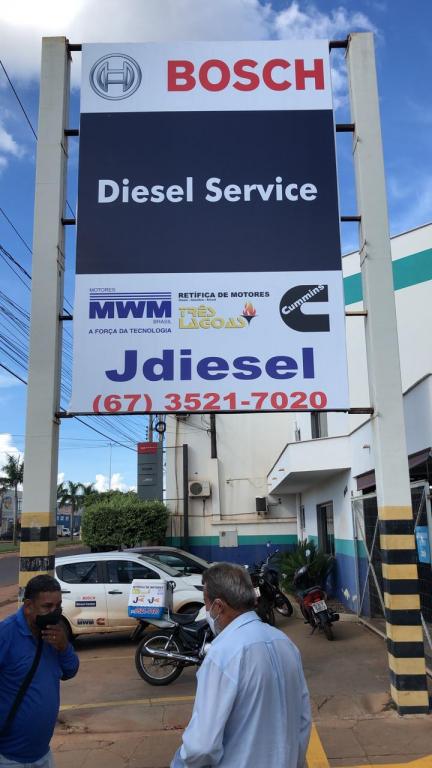 BOSCH
Diesel Service
MOTORES
MWM
BRASIL
A FORÇA DA TECNOLOGIA
RETÍFICA DE MOTORES
TRÊS
LAGOAS
Cummins
Jdiesel
(67) 3521-7020
MWM